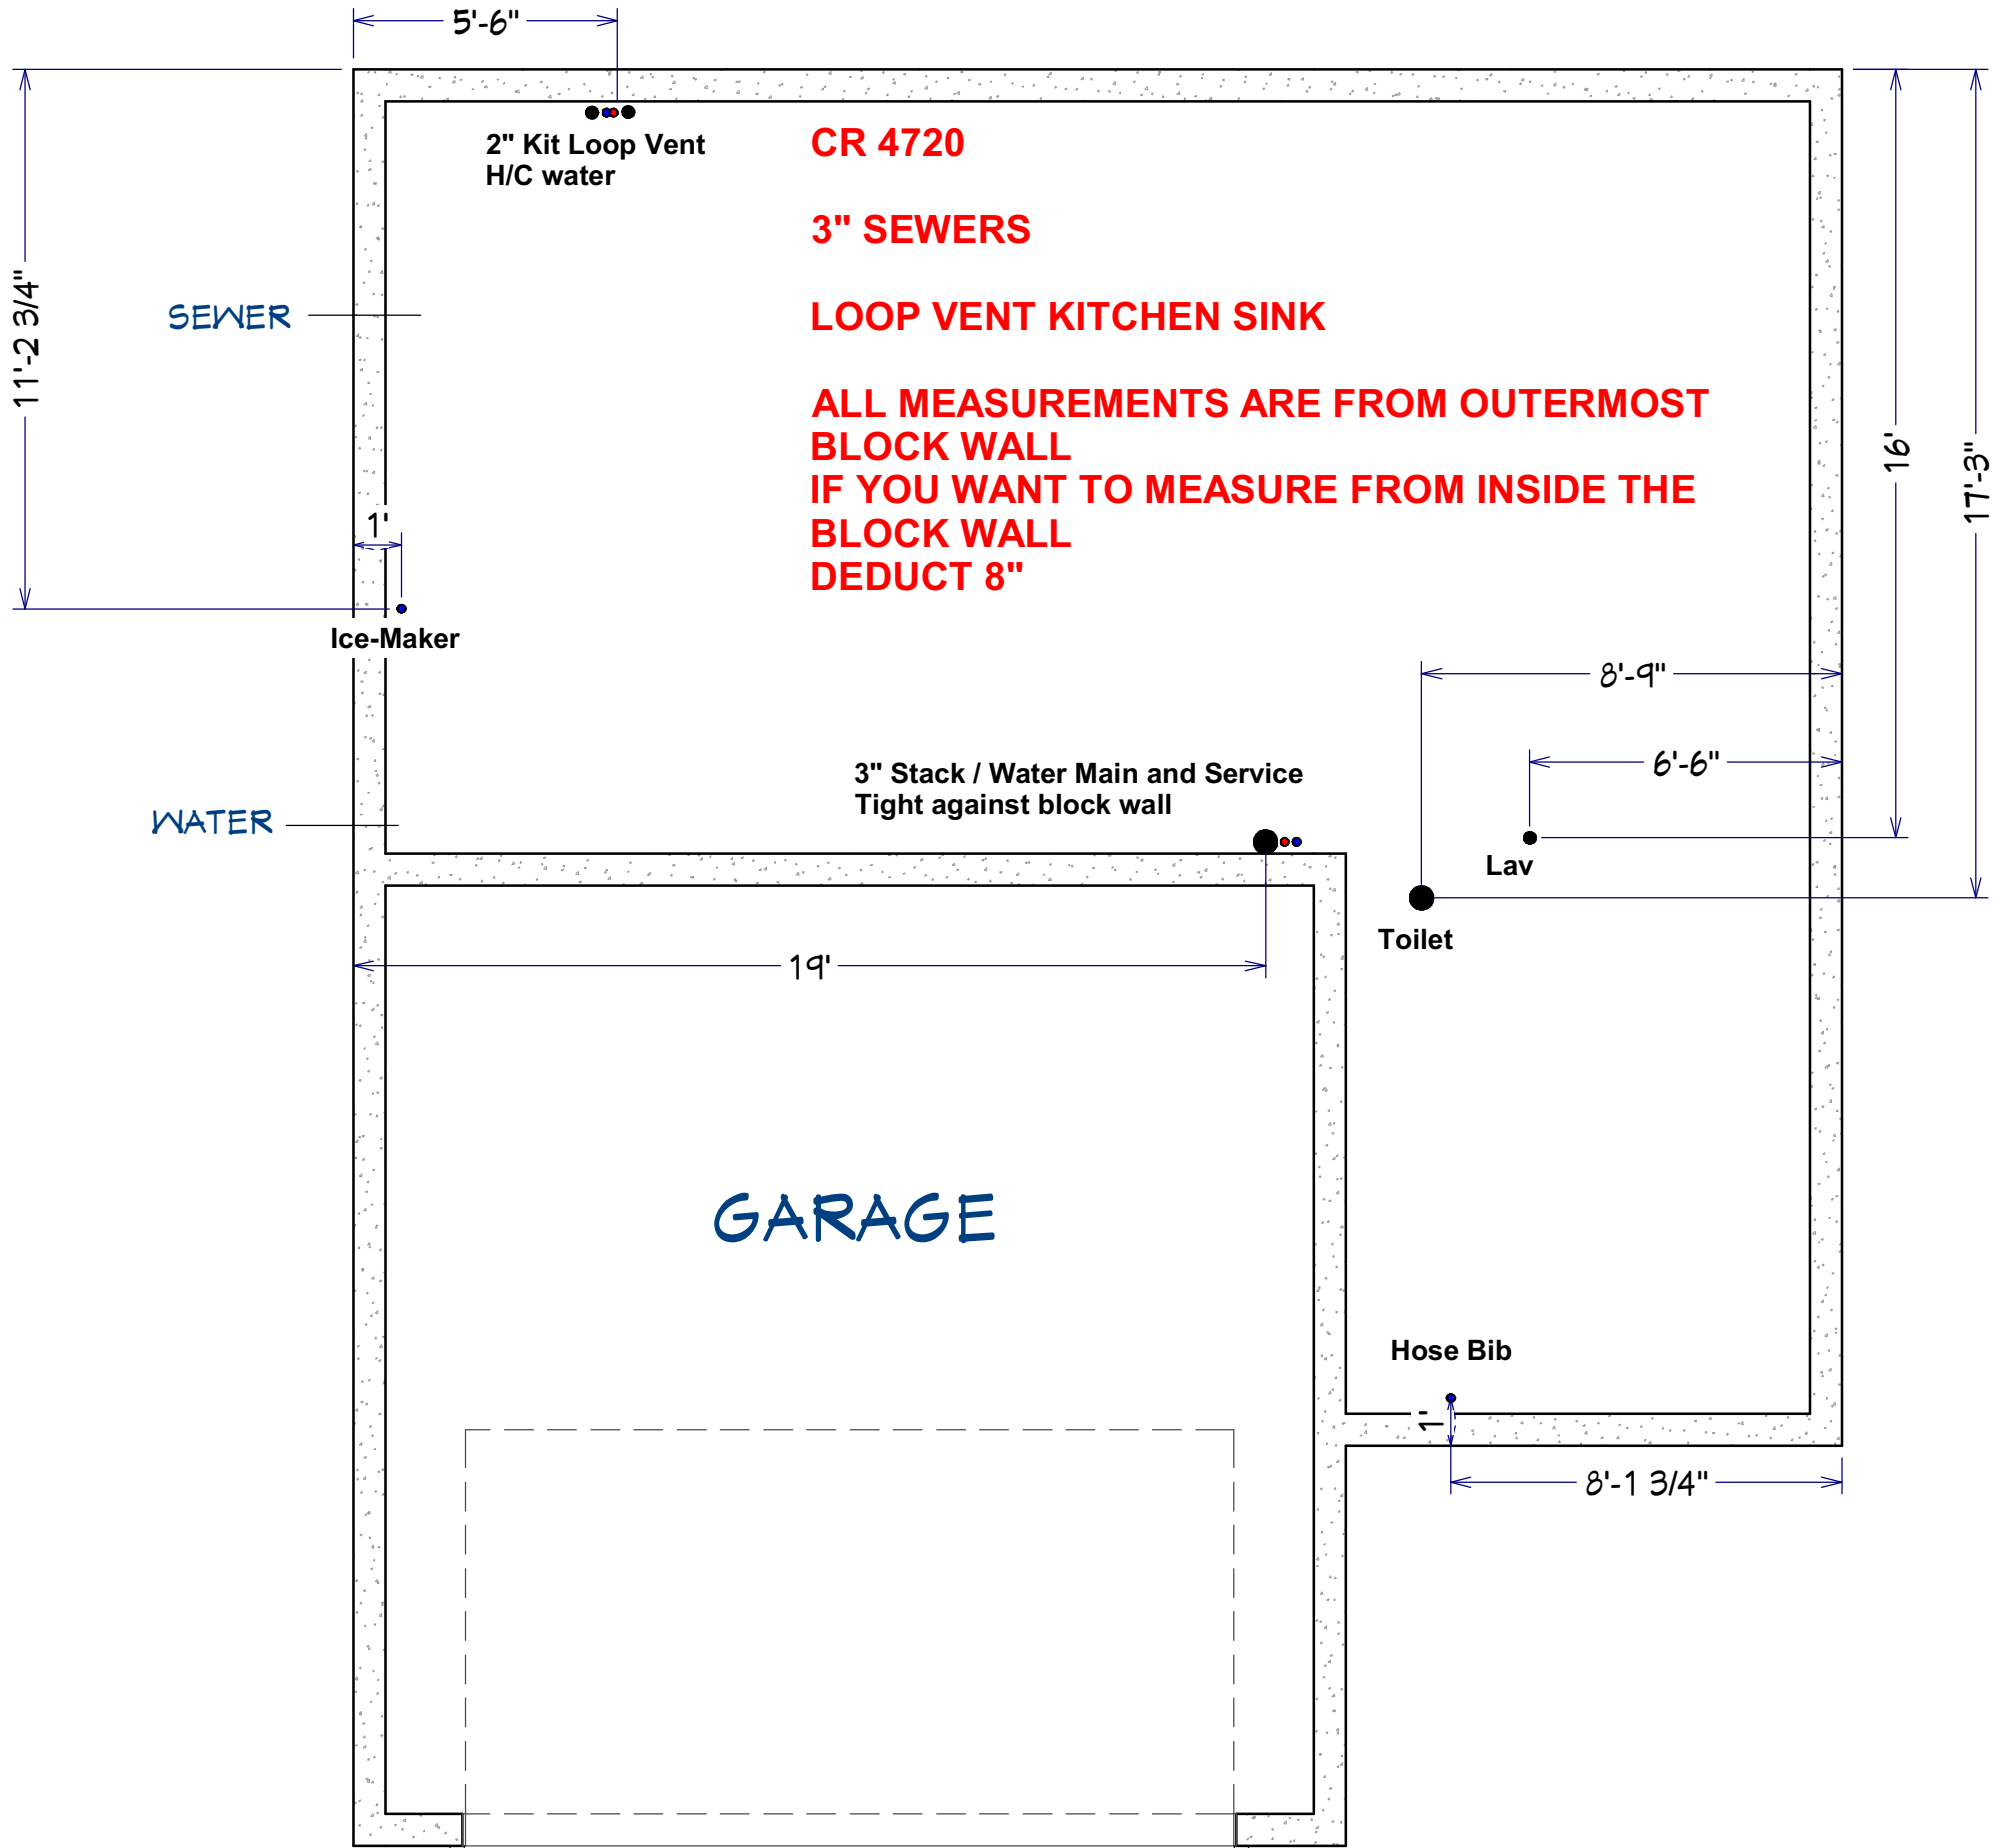 5'-6"
2" Kit Loop Vent
H/C water
CR 4720
3" SEWERS
LOOP VENT KITCHEN SINK
ALL MEASUREMENTS ARE FROM OUTERMOST
BLOCK WALL
IF YOU WANT TO MEASURE FROM INSIDE THE
BLOCK WALL
DEDUCT 8"
11'-2 3/4"
SEWER
16'
17'-3"
1'
Ice-Maker
8'-9"
6'-6"
3" Stack / Water Main and Service
Tight against block wall
WATER
Lav
Toilet
19'
GARAGE
Hose Bib
1'
8'-1 3/4"